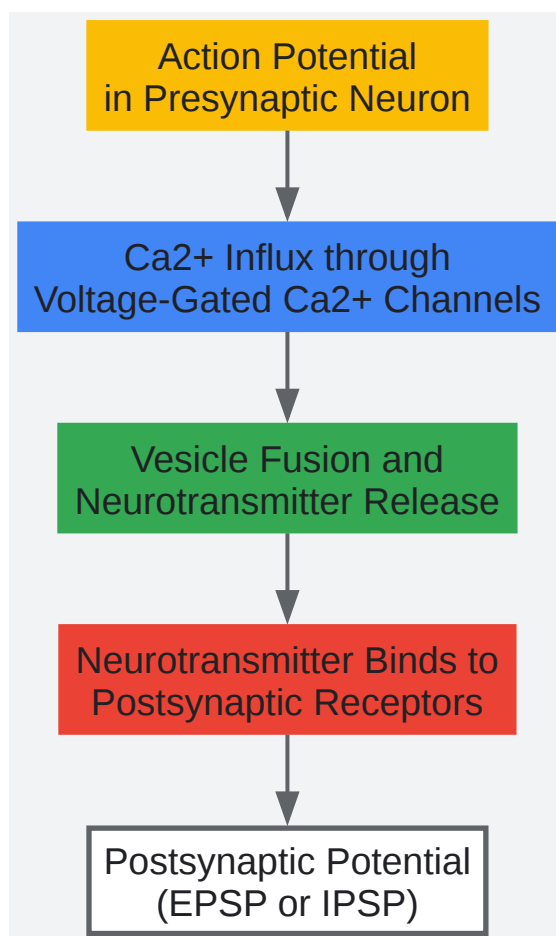 Action Potential
in Presynaptic Neuron
Ca2+ Influx through
Voltage-Gated Ca2+ Channels
Vesicle Fusion and
Neurotransmitter Release
Neurotransmitter Binds to
Postsynaptic Receptors
Postsynaptic Potential
(EPSP or IPSP)